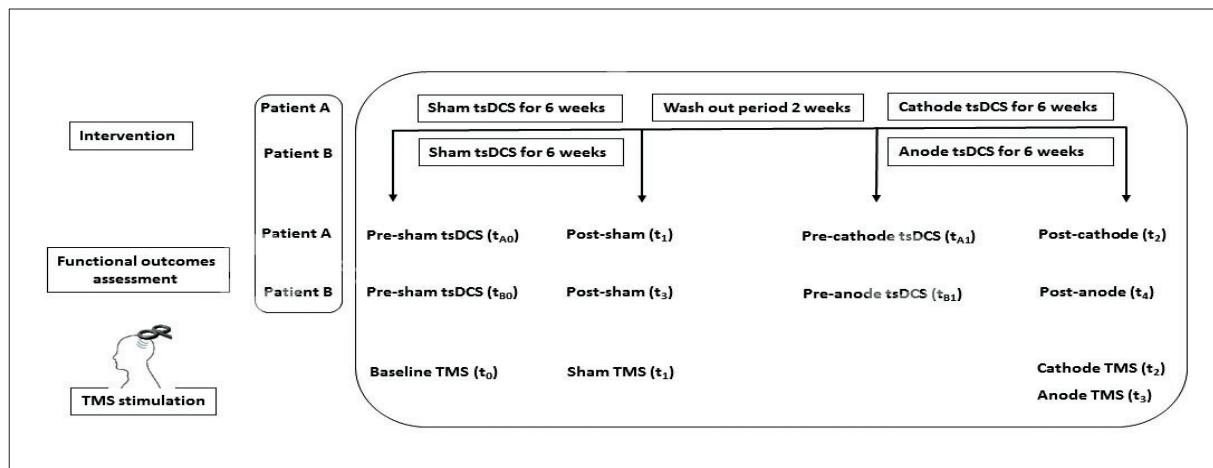 Patient A
Sham tsDCS for 6 weeks
Wash out period 2 weeks
Cathode tsDCS for 6 weeks
Intervention
Patient B
Sham tsDCS for 6 weeks
Anode tsDCS for 6 weeks
Patient A
Pre-sham tsDCS (tA0)
Post-sham (t1)
Pre-cathode tsDCS (tA1)
Post-cathode (t2)
Functional outcomes
assessment
Patient B
Pre-sham tsDCS (tB0)
Post-sham (t3)
Pre-anode tsDCS (tB1)
Post-anode (t4)
Baseline TMS (t0)
Sham TMS (t1)
Cathode TMS (t2)
Anode TMS (t3)
TMS stimulation